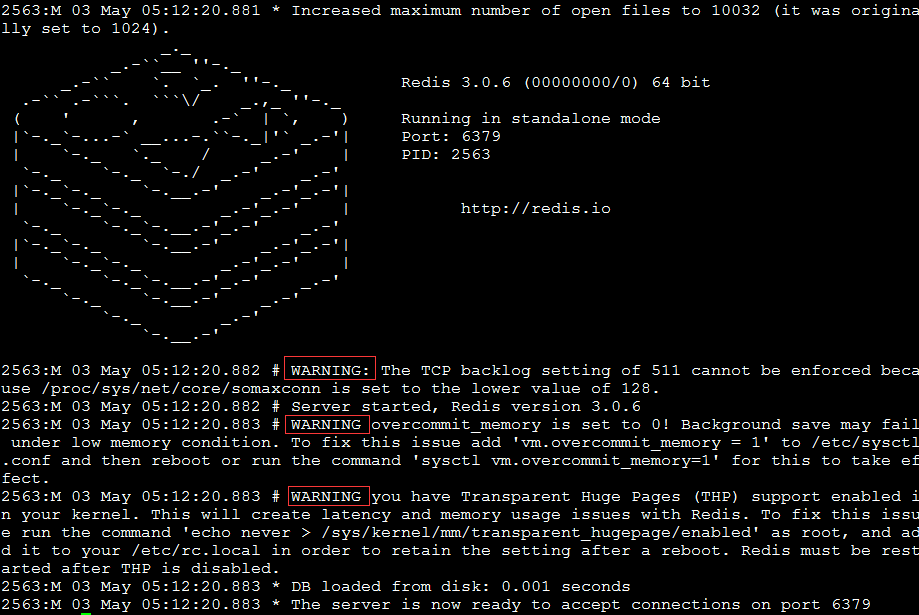 2563:M 03 May 05:12:20.881 * Increased maximum number of open files to 10032 (it was origina
lly set to 1024).
Redis 3.0.6 (00000000/0) 64 bit
Running in standalone mode
Port: 6379
PID: 2563
http://redis.io
2563:M 03 May 05:12:20.882 # WARNING: The TCP backlog setting of 511 cannot be enforced beca
use /proc/sys/net/core/somaxconn is set to the lower value of 128.
2563:M 03 May 05:12:20.882 # Server started, Redis version 3.0.6
2563:M 03 May 05:12:20.883 # WARNING overcommit_memory is set to 0! Background save may fail
under low memory condition. To fix this issue add 'vm.overcommit_memory = 1' to /etc/sysctl
.conf and then reboot or run the command 'sysctl vm.overcommit_memory=1' for this to take ef
fect.
2563:M 03 May 05:12:20.883 # WARNING you have Transparent Huge Pages (THP) support enabled i
n your kernel. This will create latency and memory usage issues with Redis. To fix this issu
e run the command 'echo never > /sys/kernel/mm/transparent_hugepage/enabled' as root, and ad
d it to your /etc/rc.local in order to retain the setting after a reboot. Redis must be rest
arted after THP is disabled.
2563:M 03 May 05:12:20.883 * DB loaded from disk: 0.001 seconds
2563:M 03 May 05:12:20.883 * The server is now ready to accept connections on port 6379